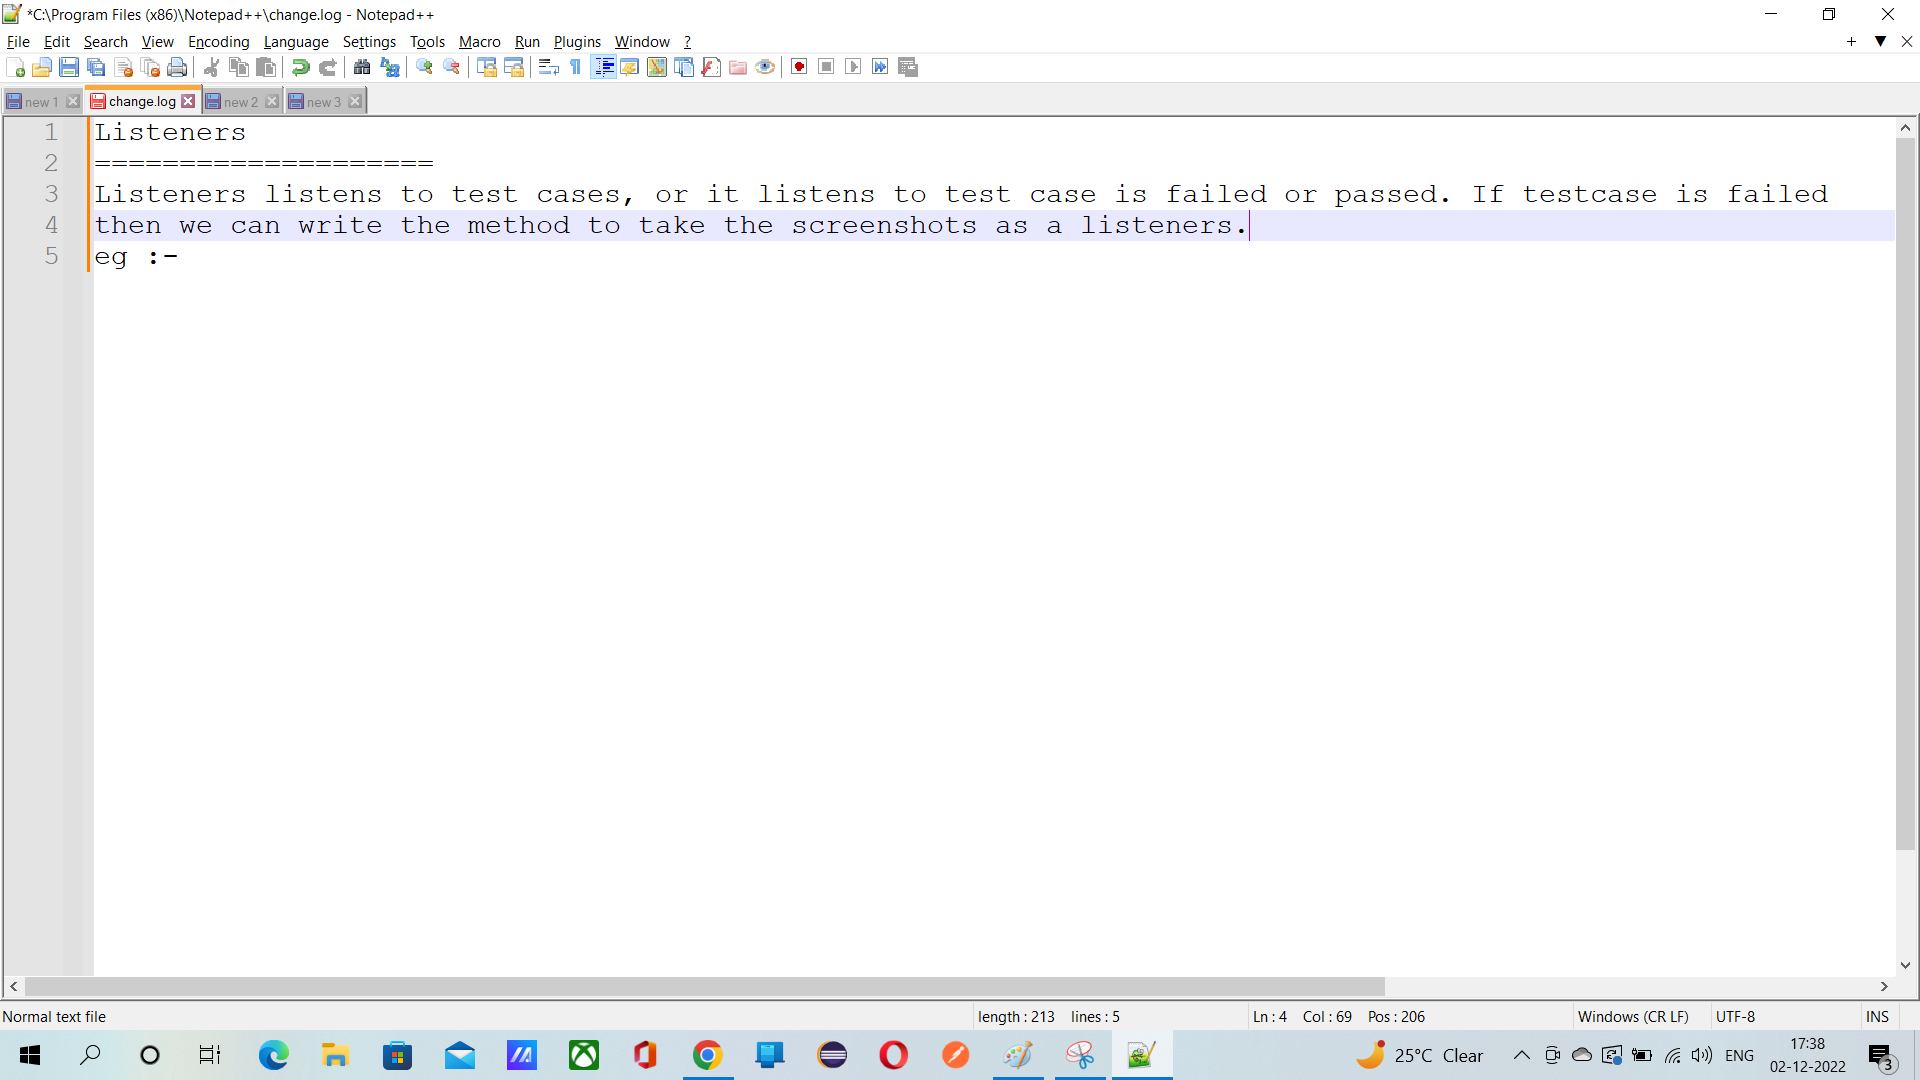 *C:\Program Files (x86)\Notepad++\change.log - Notepad++
File Edit Search View Encoding Language Settings Tools Macro Run Plugins Window ?
new 1 change.log new 2 new 3
1 Listeners
2 ====================
3 Listeners listens to test cases, or it listens to test case is failed or passed. If testcase is failed
4 then we can write the method to take the screenshots as a listeners.
5 eg :-
Normal text file length : 213 lines : 5 Ln : 4 Col : 69 Pos : 206 Windows (CR LF) UTF-8 INS
25°C Clear ENG 17:38
02-12-2022 3